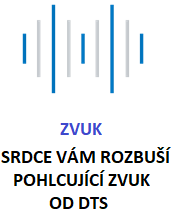 ZVUK
SRDCE VÁM ROZBUŠÍ
POHLCUJÍCÍ ZVUK
OD DTS